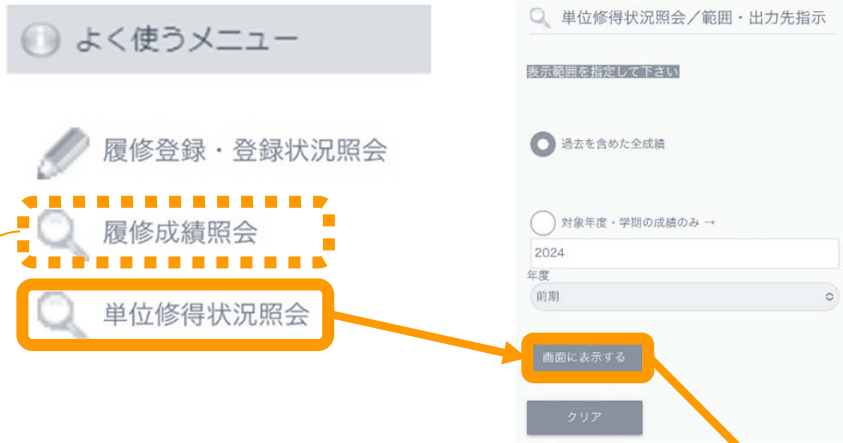 よく使うメニュー
履修登録・登録状況照会
履修成績照会
単位修得状況照会
単位修得状況照会／範囲・出力先指示
表示範囲を指定して下さい
過去を含めた全成績
対象年度・学期の成績のみ →
2024
年度
前期
画面に表示する
クリア